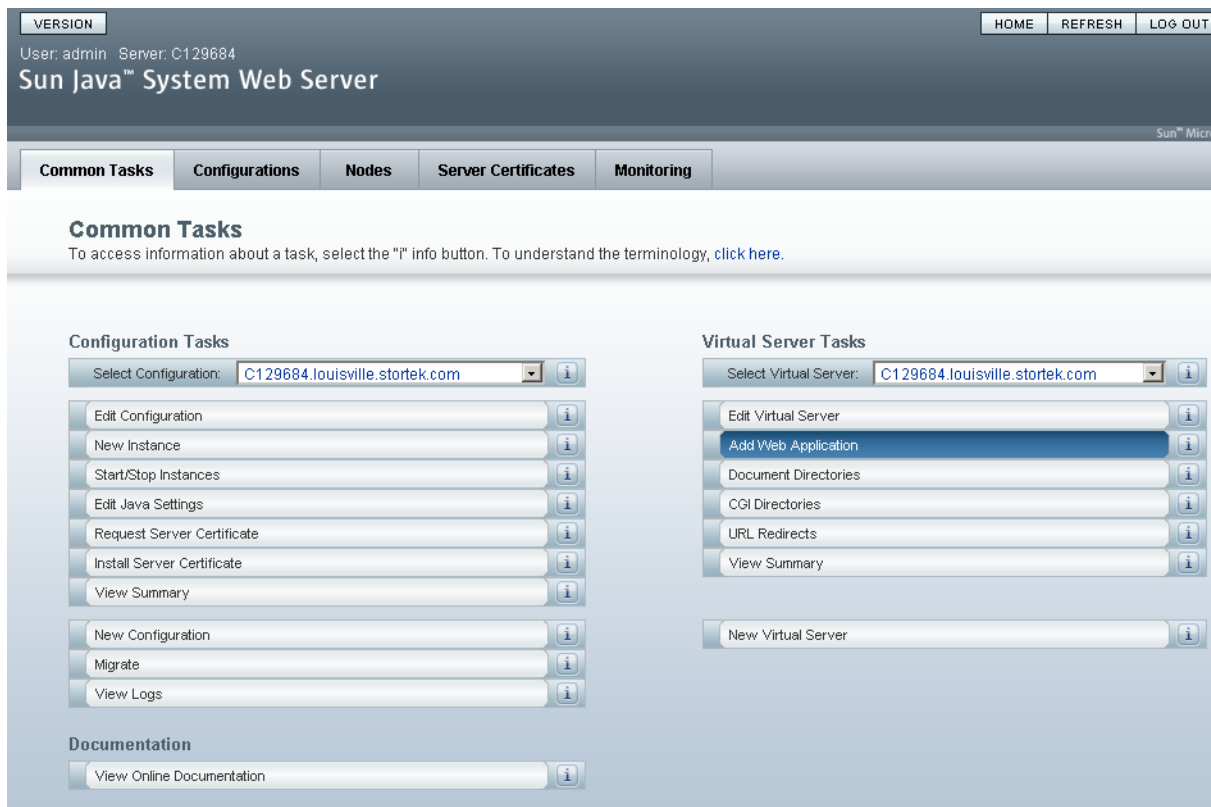 VERSION
HOME REFRESH LOG OUT
User: admin Server: C129684
Sun Java™ System Web Server
Sun™ Micr
Common Tasks Configurations Nodes Server Certificates Monitoring
Common Tasks
To access information about a task, select the "i" info button. To understand the terminology, click here.
Configuration Tasks
Select Configuration: C129684.louisville.stortek.com i
Edit Configuration i
New Instance i
Start/Stop Instances i
Edit Java Settings i
Request Server Certificate i
Install Server Certificate i
View Summary i
New Configuration i
Migrate i
View Logs i
Documentation
View Online Documentation i
Virtual Server Tasks
Select Virtual Server: C129684.louisville.stortek.com i
Edit Virtual Server i
Add Web Application i
Document Directories i
CGI Directories i
URL Redirects i
View Summary i
New Virtual Server i